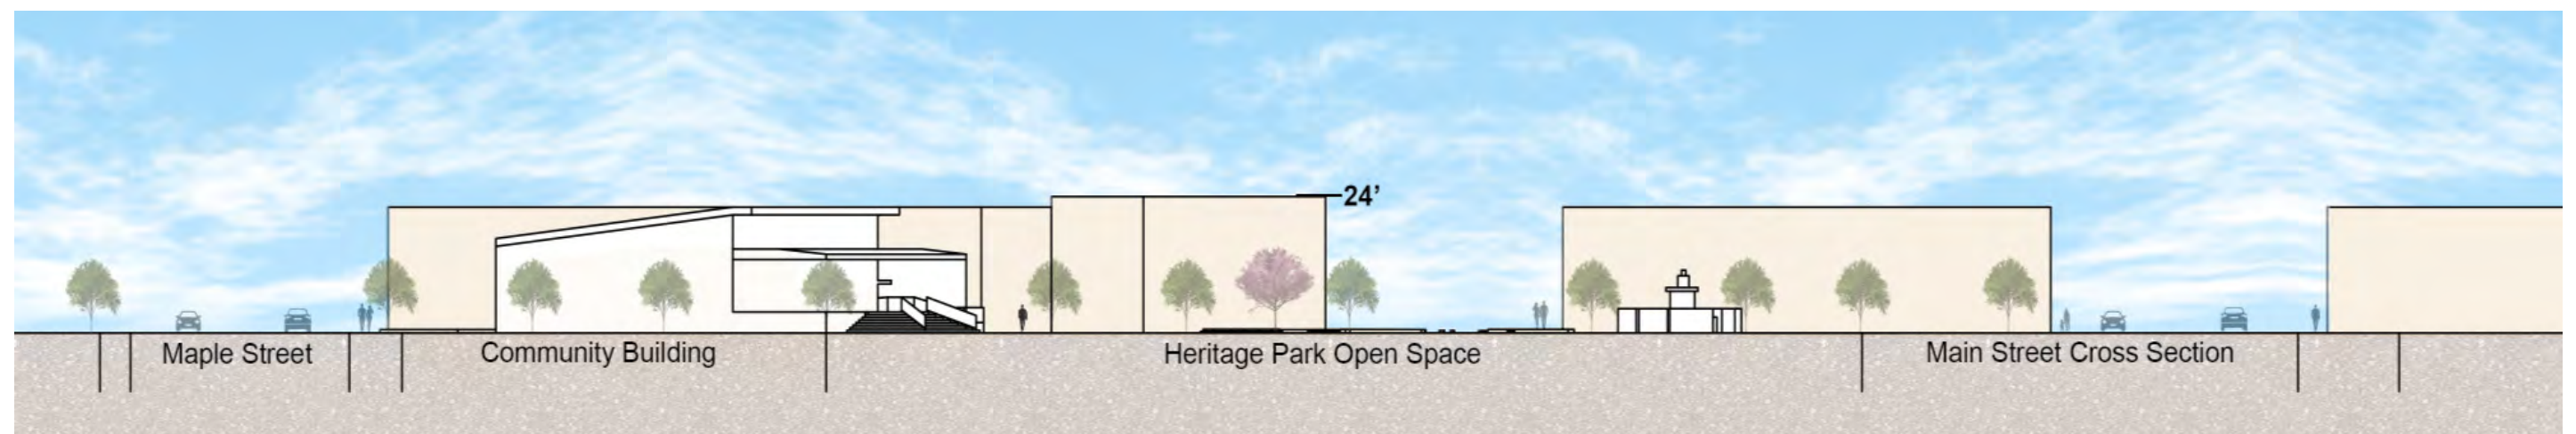 24’
Maple Street
Community Building
Heritage Park Open Space
Main Street Cross Section